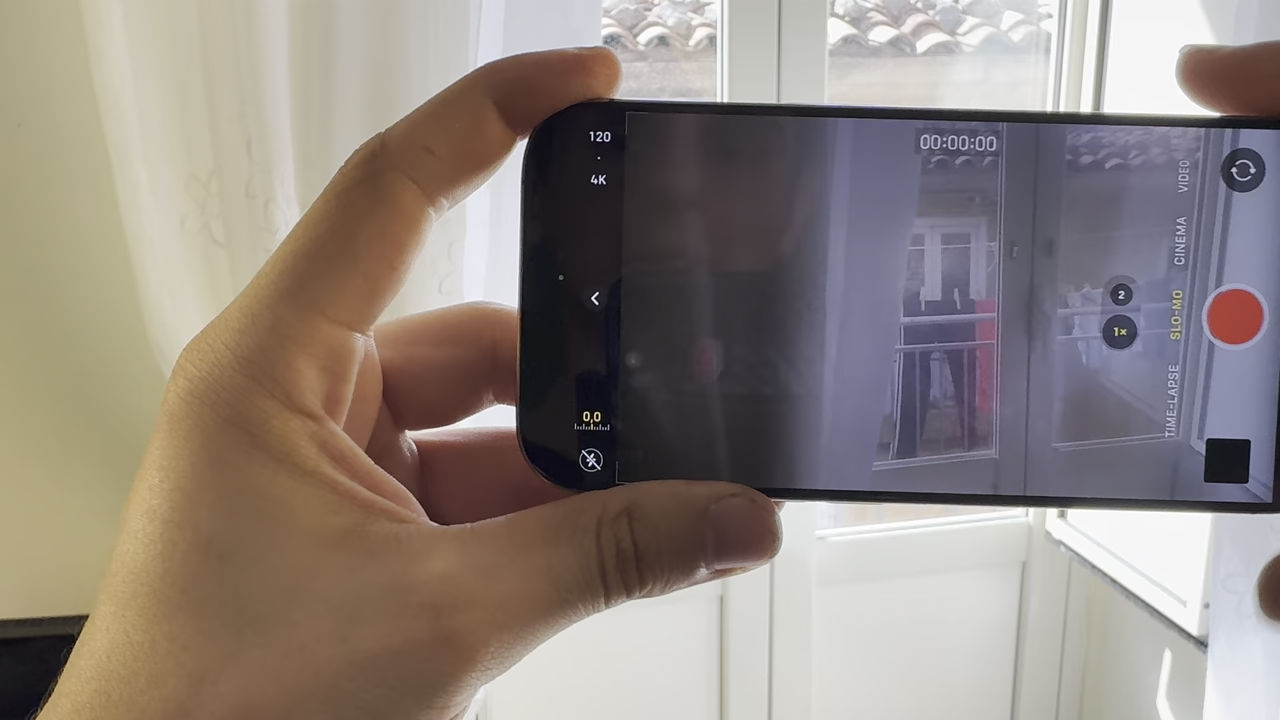 120
·
4K
00:00:00
0,0
2
1×
VIDEO
CINEMA
SLO-MO
TIME-LAPSE